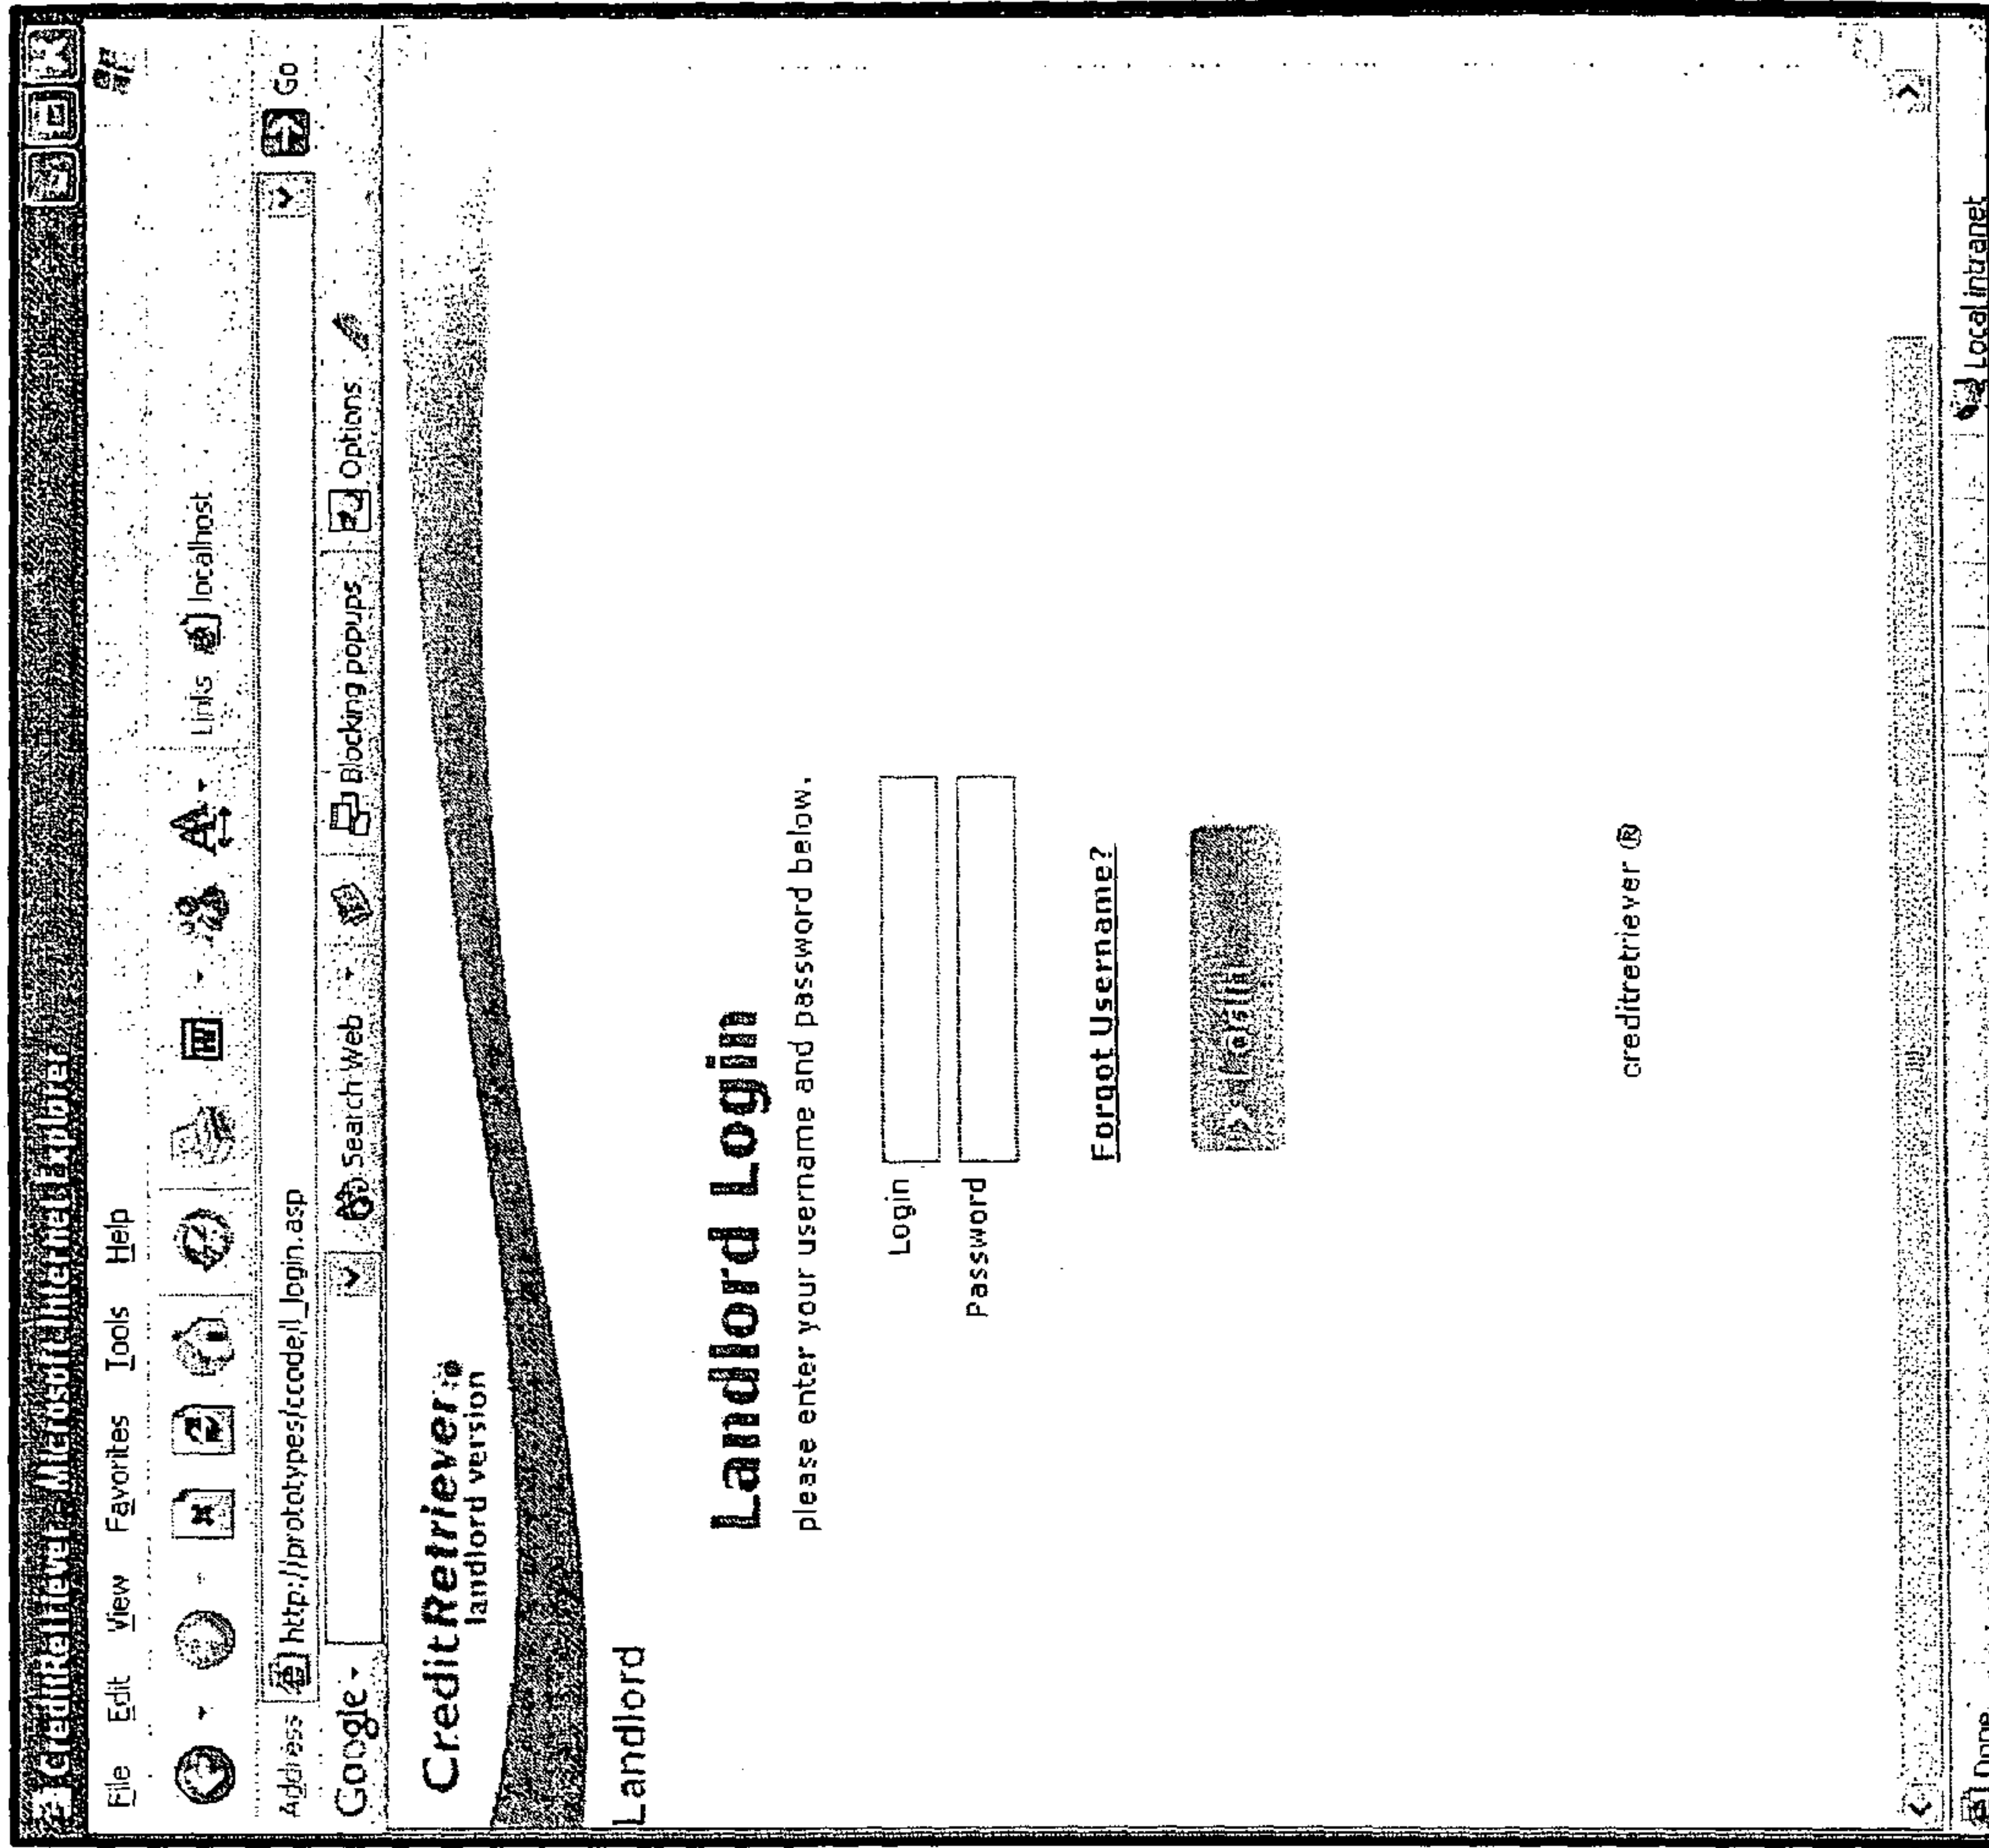 CreditRetriever - Microsoft Internet Explorer
File Edit View Favorites Tools Help
Links localhost
Address http://prototypes/ccode/ll_login.asp Go
Google Search Web Blocking popups Options
CreditRetriever
landlord version
Landlord
Landlord Login
please enter your username and password below.
Login
Password
Forgot Username?
> Login
creditretriever ®
Done Local intranet